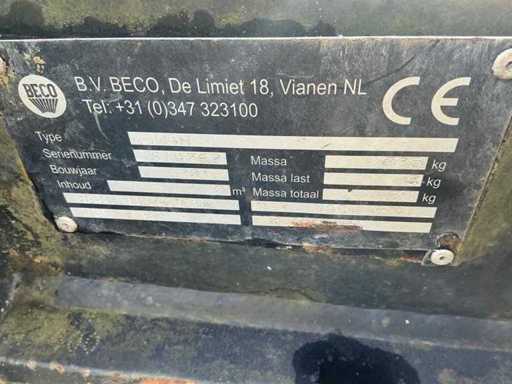 BECO
B.V. BECO, De Limiet 18, Vianen NL
Tel: +31 (0)347 323100
CE
Type
Serienummer
Massa kg
Bouwjaar
Massa last kg
Inhoud m³
Massa totaal kg